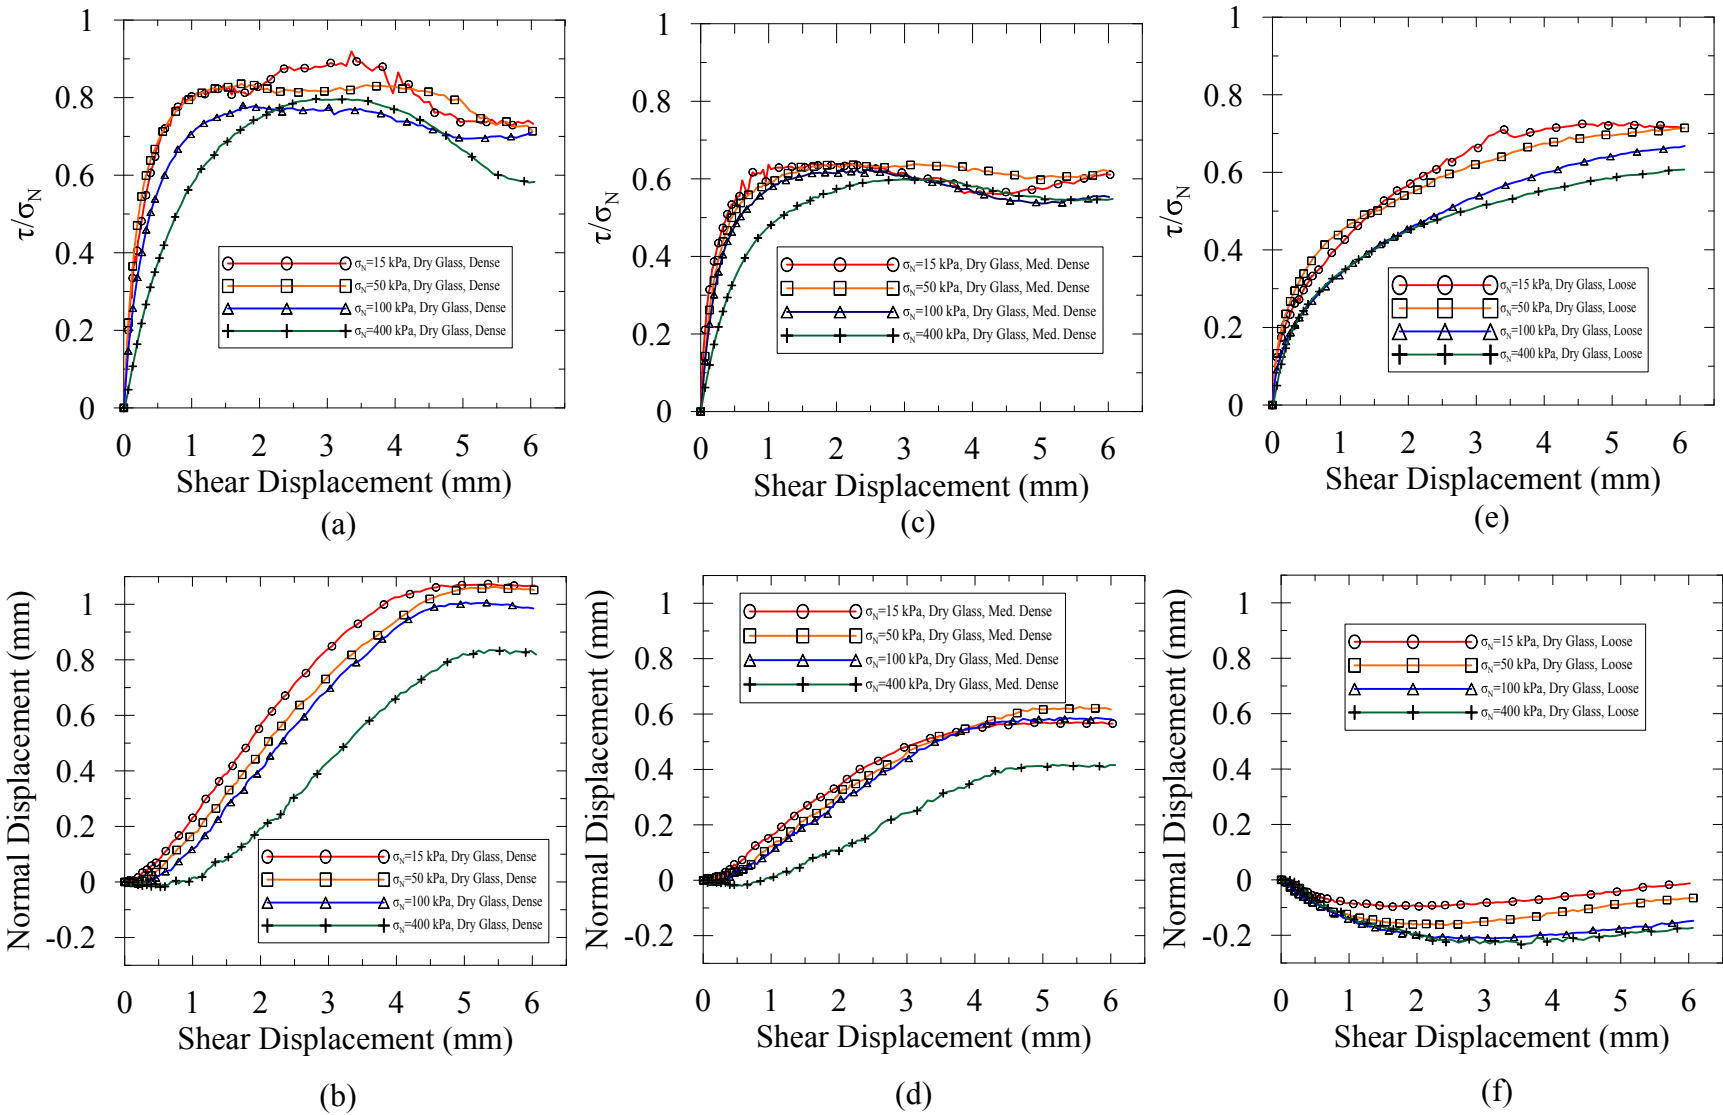 1
0.8
0.6
0.4
0.2
0
τ/σN
σN=15 kPa, Dry Glass, Dense
σN=50 kPa, Dry Glass, Dense
σN=100 kPa, Dry Glass, Dense
σN=400 kPa, Dry Glass, Dense
0 1 2 3 4 5 6
Shear Displacement (mm)
(a)
1
0.8
0.6
0.4
0.2
0
τ/σN
σN=15 kPa, Dry Glass, Med. Dense
σN=50 kPa, Dry Glass, Med. Dense
σN=100 kPa, Dry Glass, Med. Dense
σN=400 kPa, Dry Glass, Med. Dense
0 1 2 3 4 5 6
Shear Displacement (mm)
(c)
1
0.8
0.6
0.4
0.2
0
τ/σN
σN=15 kPa, Dry Glass, Loose
σN=50 kPa, Dry Glass, Loose
σN=100 kPa, Dry Glass, Loose
σN=400 kPa, Dry Glass, Loose
0 1 2 3 4 5 6
Shear Displacement (mm)
(e)
1
0.8
0.6
0.4
0.2
0
-0.2
Normal Displacement (mm)
σN=15 kPa, Dry Glass, Dense
σN=50 kPa, Dry Glass, Dense
σN=100 kPa, Dry Glass, Dense
σN=400 kPa, Dry Glass, Dense
0 1 2 3 4 5 6
Shear Displacement (mm)
(b)
1
0.8
0.6
0.4
0.2
0
-0.2
Normal Displacement (mm)
σN=15 kPa, Dry Glass, Med. Dense
σN=50 kPa, Dry Glass, Med. Dense
σN=100 kPa, Dry Glass, Med. Dense
σN=400 kPa, Dry Glass, Med. Dense
0 1 2 3 4 5 6
Shear Displacement (mm)
(d)
1
0.8
0.6
0.4
0.2
0
-0.2
Normal Displacement (mm)
σN=15 kPa, Dry Glass, Loose
σN=50 kPa, Dry Glass, Loose
σN=100 kPa, Dry Glass, Loose
σN=400 kPa, Dry Glass, Loose
0 1 2 3 4 5 6
Shear Displacement (mm)
(f)